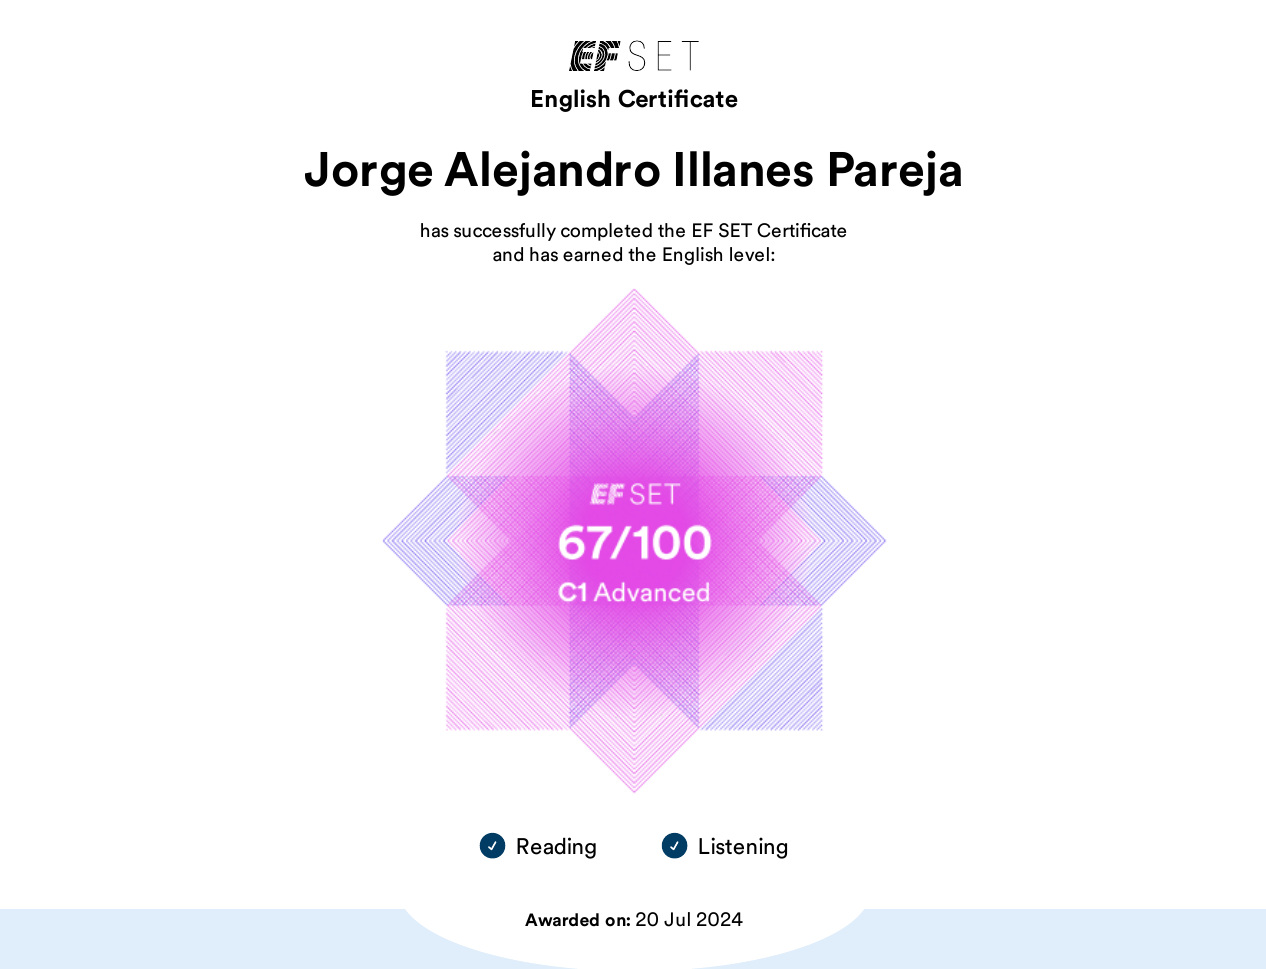 EF SET
English Certificate
Jorge Alejandro Illanes Pareja
has successfully completed the EF SET Certificate
and has earned the English level:
EF SET
67/100
C1 Advanced
Reading
Listening
Awarded on: 20 Jul 2024